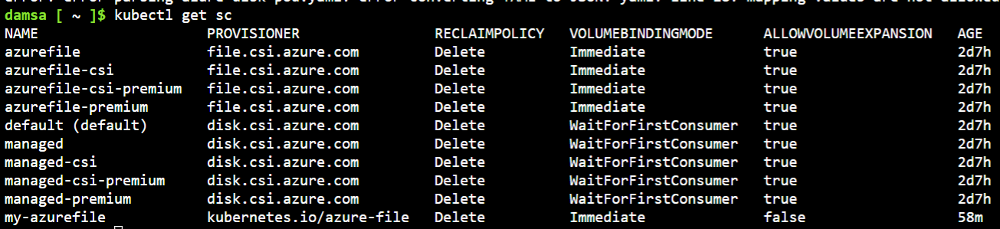 damsa [ ~ ]$ kubectl get sc
NAME PROVISIONER RECLAIMPOLICY VOLUMEBINDINGMODE ALLOWVOLUMEEXPANSION AGE
azurefile file.csi.azure.com Delete Immediate true 2d7h
azurefile-csi file.csi.azure.com Delete Immediate true 2d7h
azurefile-csi-premium file.csi.azure.com Delete Immediate true 2d7h
azurefile-premium file.csi.azure.com Delete Immediate true 2d7h
default (default) disk.csi.azure.com Delete WaitForFirstConsumer true 2d7h
managed disk.csi.azure.com Delete WaitForFirstConsumer true 2d7h
managed-csi disk.csi.azure.com Delete WaitForFirstConsumer true 2d7h
managed-csi-premium disk.csi.azure.com Delete WaitForFirstConsumer true 2d7h
managed-premium disk.csi.azure.com Delete WaitForFirstConsumer true 2d7h
my-azurefile kubernetes.io/azure-file Delete Immediate false 58m